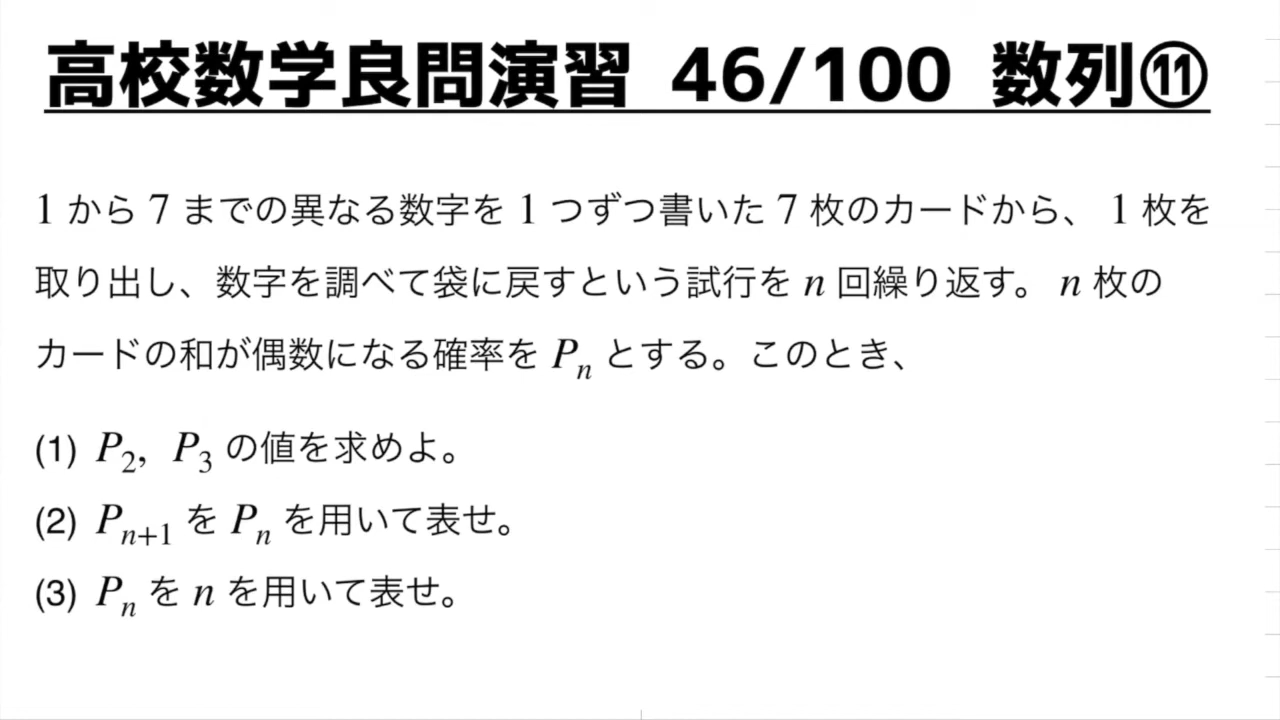 高校数学良問演習 46/100 数列⑪
1 から 7 までの異なる数字を 1 つずつ書いた 7 枚のカードから、 1 枚を
取り出し、数字を調べて袋に戻すという試行を n 回繰り返す。 n 枚の
カードの和が偶数になる確率を Pₙ とする。このとき、
(1) P₂, P₃ の値を求めよ。
(2) Pₙ₊₁ を Pₙ を用いて表せ。
(3) Pₙ を n を用いて表せ。